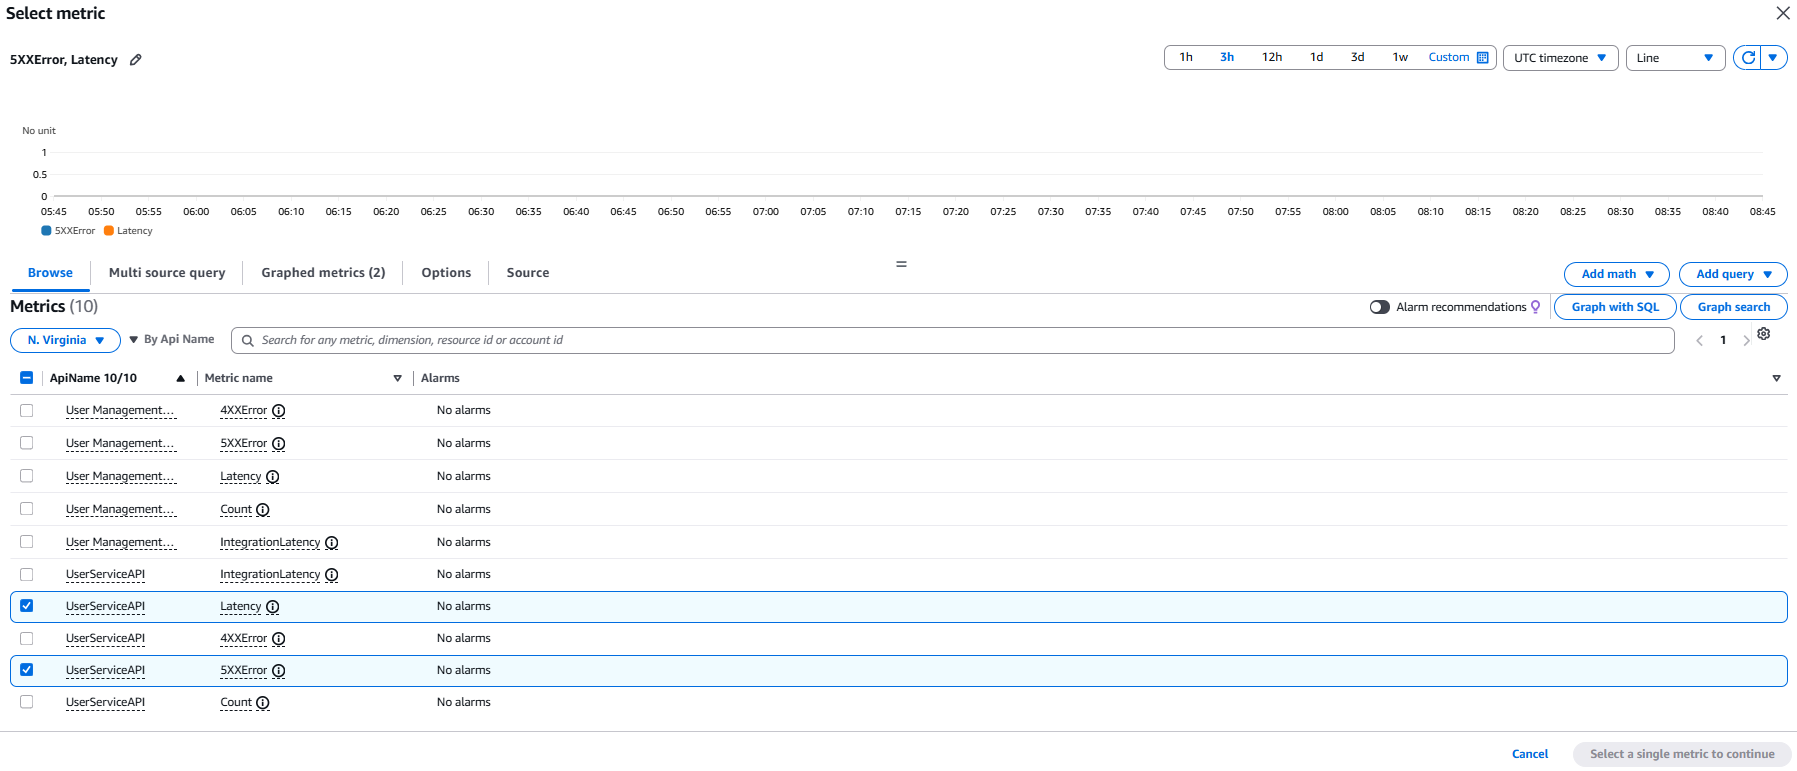 Select metric
5XXError, Latency
1h 3h 12h 1d 3d 1w Custom UTC timezone Line
No unit
1
0.5
0
05:45 05:50 05:55 06:00 06:05 06:10 06:15 06:20 06:25 06:30 06:35 06:40 06:45 06:50 06:55 07:00 07:05 07:10 07:15 07:20 07:25 07:30 07:35 07:40 07:45 07:50 07:55 08:00 08:05 08:10 08:15 08:20 08:25 08:30 08:35 08:40 08:45
5XXError Latency
Browse Multi source query Graphed metrics (2) Options Source Add math Add query
Metrics (10) Alarm recommendations Graph with SQL Graph search
N. Virginia By Api Name Search for any metric, dimension, resource id or account id 1
ApiName 10/10 Metric name Alarms
User Management... 4XXError No alarms
User Management... 5XXError No alarms
User Management... Latency No alarms
User Management... Count No alarms
User Management... IntegrationLatency No alarms
UserServiceAPI IntegrationLatency No alarms
UserServiceAPI Latency No alarms
UserServiceAPI 4XXError No alarms
UserServiceAPI 5XXError No alarms
UserServiceAPI Count No alarms
Cancel Select a single metric to continue